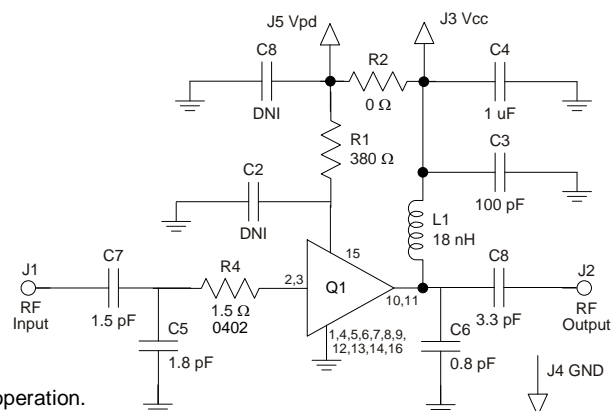 J5 Vpd
J3 Vcc
C8
DNI
R2
0 Ω
C4
1 uF
R1
380 Ω
C3
100 pF
C2
DNI
L1
18 nH
J1
RF
Input
C7
1.5 pF
R4
1.5 Ω
0402
2,3
15
Q1
10,11
C8
3.3 pF
J2
RF
Output
C5
1.8 pF
1,4,5,6,7,8,9,
12,13,14,16
C6
0.8 pF
J4 GND
operation.